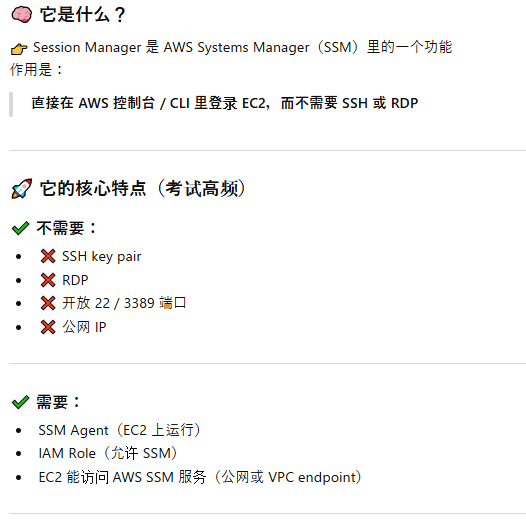 🧠 它是什么？
👉 Session Manager 是 AWS Systems Manager（SSM）里的一个功能
作用是：
直接在 AWS 控制台 / CLI 里登录 EC2，而不需要 SSH 或 RDP
🚀 它的核心特点（考试高频）
✔ 不需要：
• ❌ SSH key pair
• ❌ RDP
• ❌ 开放 22 / 3389 端口
• ❌ 公网 IP
✔ 需要：
• SSM Agent（EC2 上运行）
• IAM Role（允许 SSM）
• EC2 能访问 AWS SSM 服务（公网或 VPC endpoint）